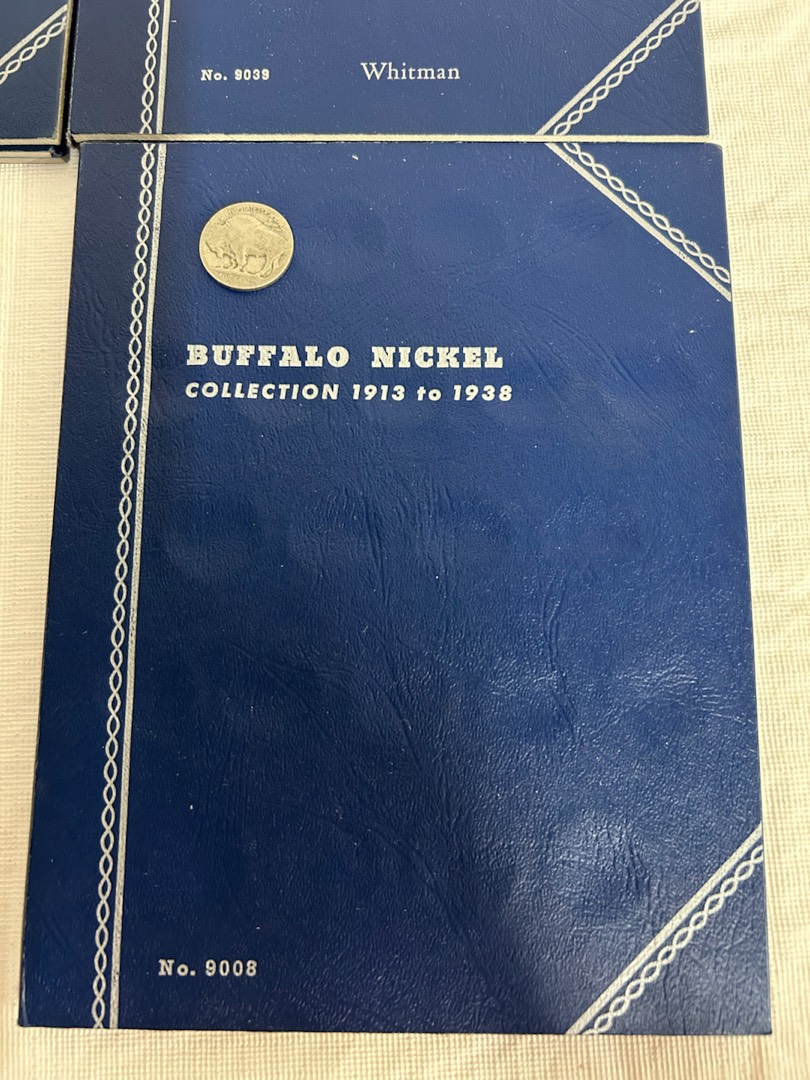 No. 9039 Whitman
BUFFALO NICKEL
COLLECTION 1913 to 1938
No. 9008